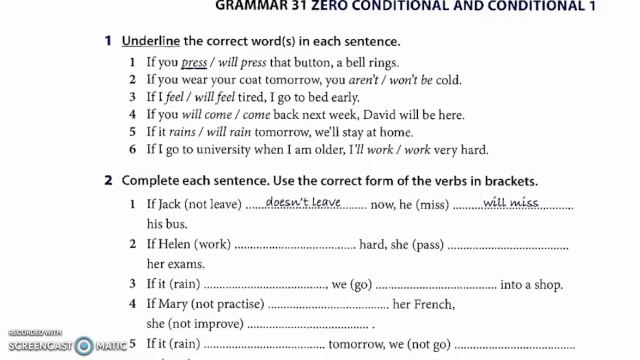 GRAMMAR 31 ZERO CONDITIONAL AND CONDITIONAL 1
1 Underline the correct word(s) in each sentence.
1 If you press / will press that button, a bell rings.
2 If you wear your coat tomorrow, you aren't / won't be cold.
3 If I feel / will feel tired, I go to bed early.
4 If you will come / come back next week, David will be here.
5 If it rains / will rain tomorrow, we'll stay at home.
6 If I go to university when I am older, I'll work / work very hard.
2 Complete each sentence. Use the correct form of the verbs in brackets.
1 If Jack (not leave) ......doesn't leave........ now, he (miss) .........will miss..........
his bus.
2 If Helen (work) .................................... hard, she (pass) ....................................
her exams.
3 If it (rain) ...................................., we (go) .................................... into a shop.
4 If Mary (not practise) .................................... her French,
she (not improve) .................................... .
5 If it (rain) .................................... tomorrow, we (not go) ....................................
RECORDED WITH
SCREENCAST MATIC